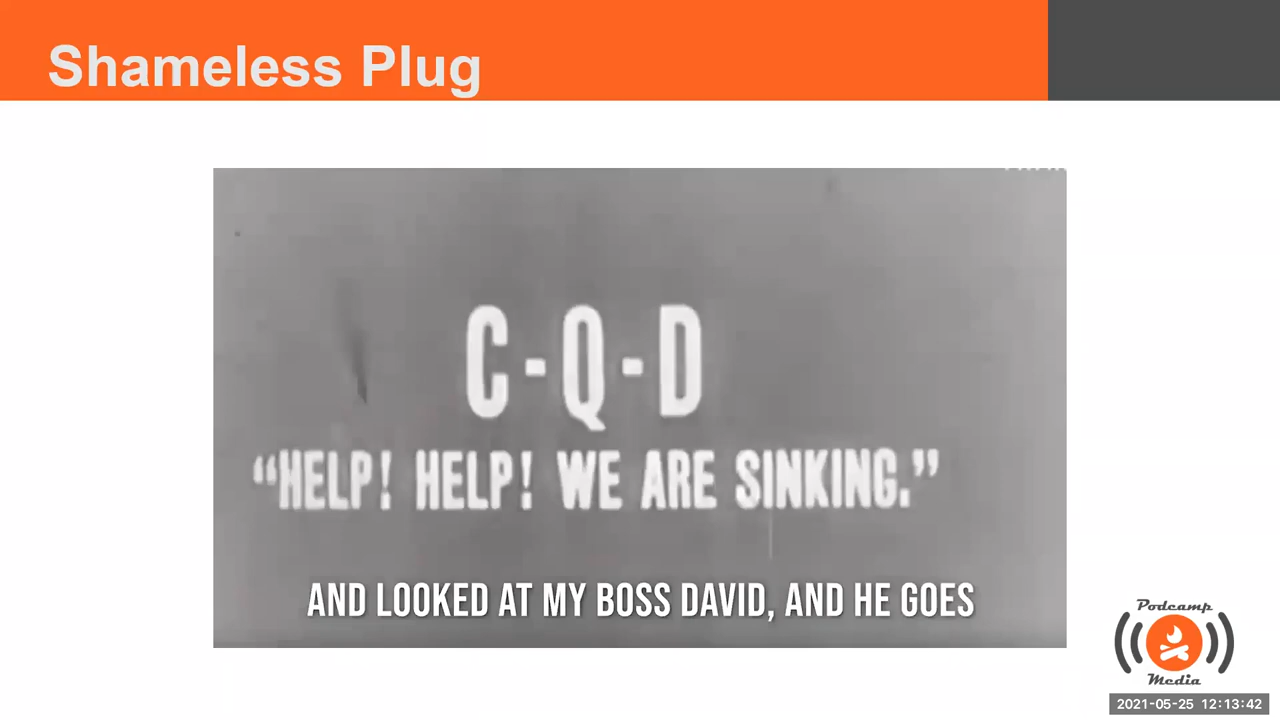 Shameless Plug
C-Q-D
“HELP! HELP! WE ARE SINKING.”
AND LOOKED AT MY BOSS DAVID, AND HE GOES
Podcamp
Media
2021-05-25 12:13:42